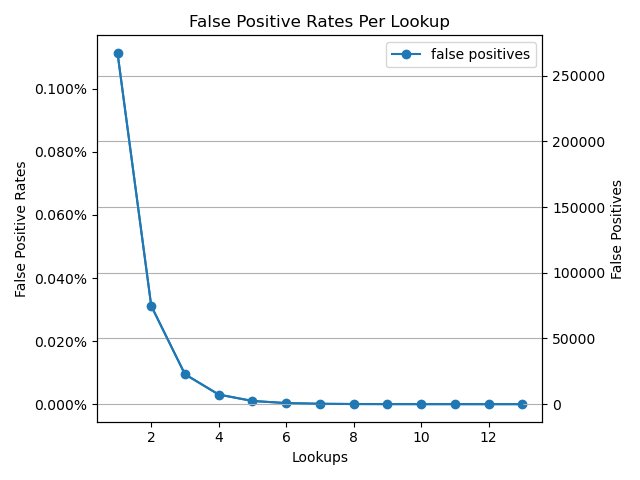 False Positive Rates Per Lookup
false positives
0.100%
0.080%
0.060%
0.040%
0.020%
0.000%
False Positive Rates
250000
200000
150000
100000
50000
0
False Positives
2 4 6 8 10 12
Lookups